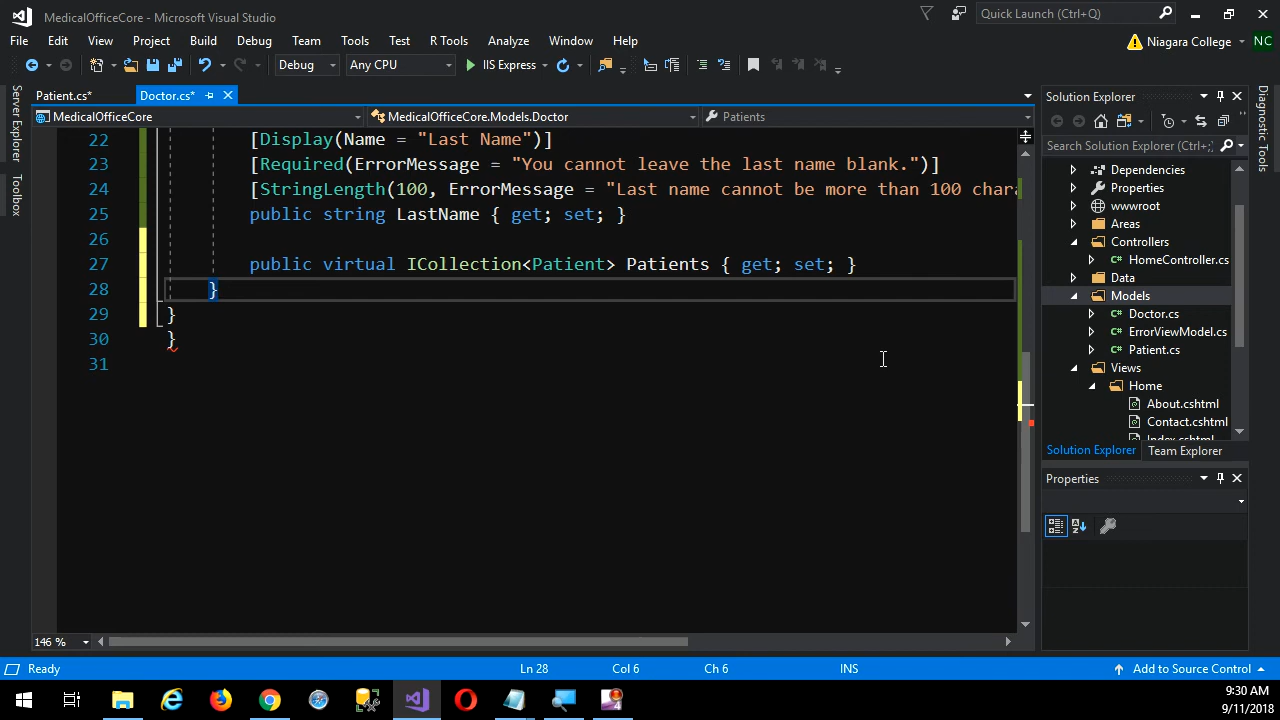 MedicalOfficeCore - Microsoft Visual Studio
Quick Launch (Ctrl+Q)
File Edit View Project Build Debug Team Tools Test R Tools Analyze Window Help
Niagara College NC
Debug Any CPU IIS Express
Server Explorer
Toolbox
Patient.cs* Doctor.cs*
MedicalOfficeCore MedicalOfficeCore.Models.Doctor Patients
22 [Display(Name = "Last Name")]
23 [Required(ErrorMessage = "You cannot leave the last name blank.")]
24 [StringLength(100, ErrorMessage = "Last name cannot be more than 100 chara
25 public string LastName { get; set; }
26
27 public virtual ICollection<Patient> Patients { get; set; }
28 }
29 }
30 }
31
146 %
Solution Explorer
Search Solution Explorer (Ctrl+;)
Dependencies
Properties
wwwroot
Areas
Controllers
C# HomeController.cs
Data
Models
C# Doctor.cs
C# ErrorViewModel.cs
C# Patient.cs
Views
Home
About.cshtml
Contact.cshtml
Index.cshtml
Solution Explorer Team Explorer
Properties
Diagnostic Tools
Ready Ln 28 Col 6 Ch 6 INS Add to Source Control
9:30 AM
9/11/2018